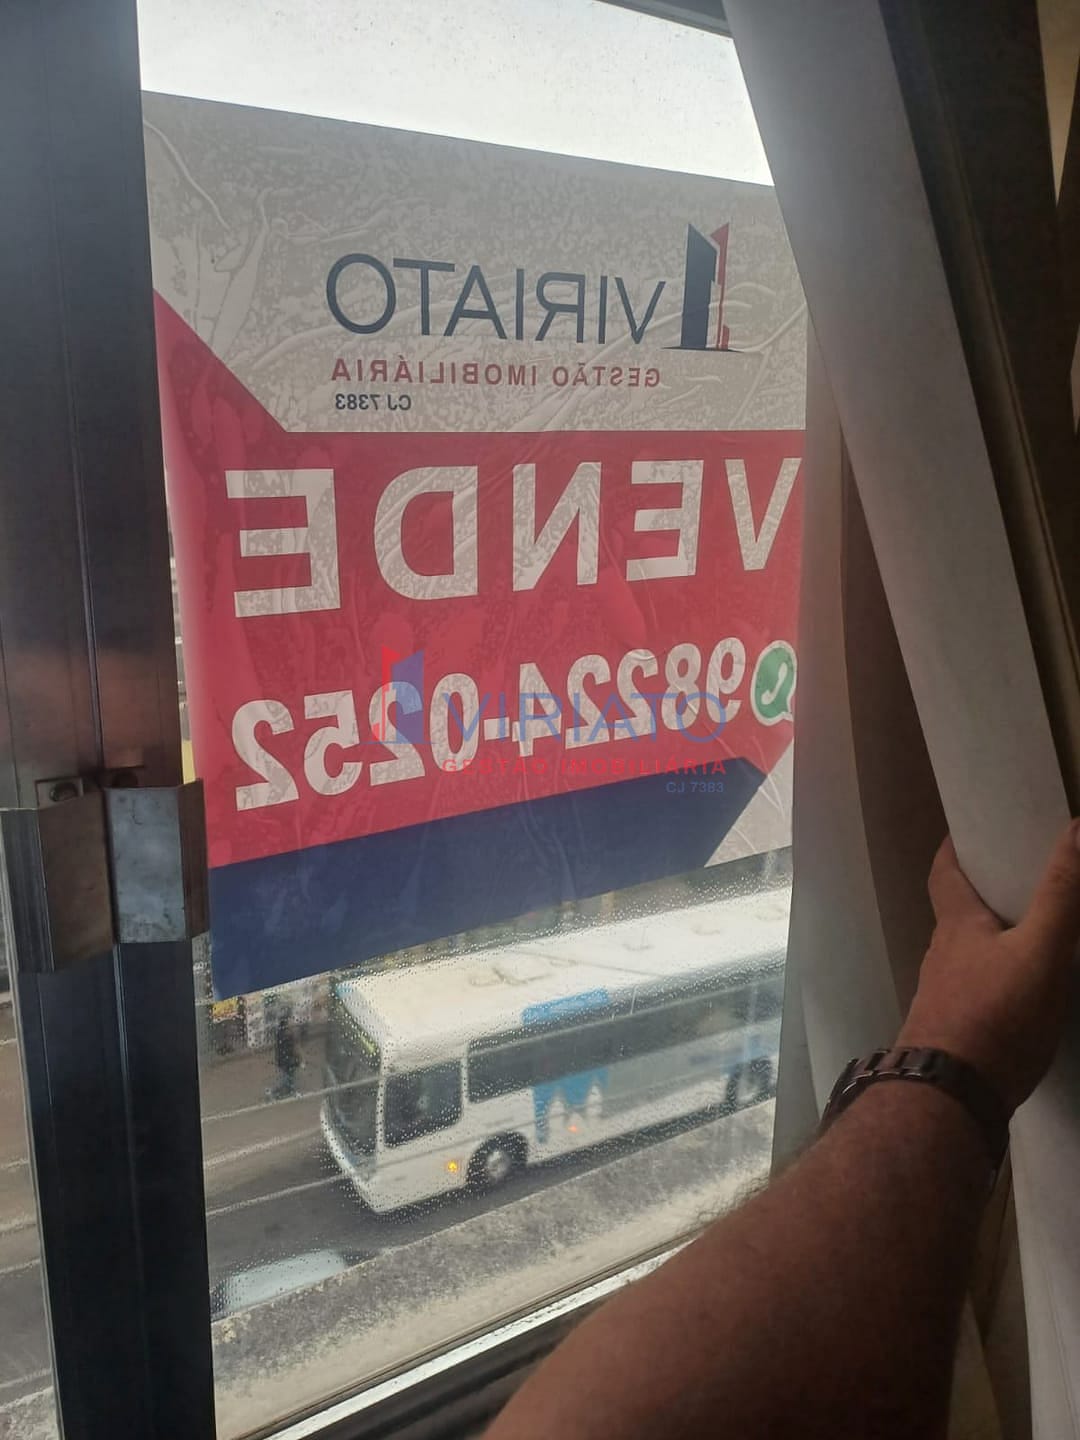 VIRIATO
GESTÃO IMOBILIÁRIA
CJ 7383
VENDE
98224-0252
VIRIATO
GESTÃO IMOBILIÁRIA
CJ 7383